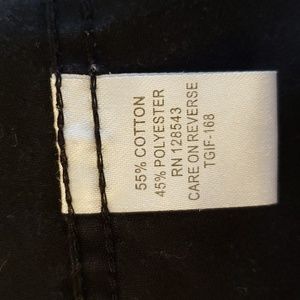 55% COTTON
45% POLYESTER
RN 128543
CARE ON REVERSE
TGIF-168